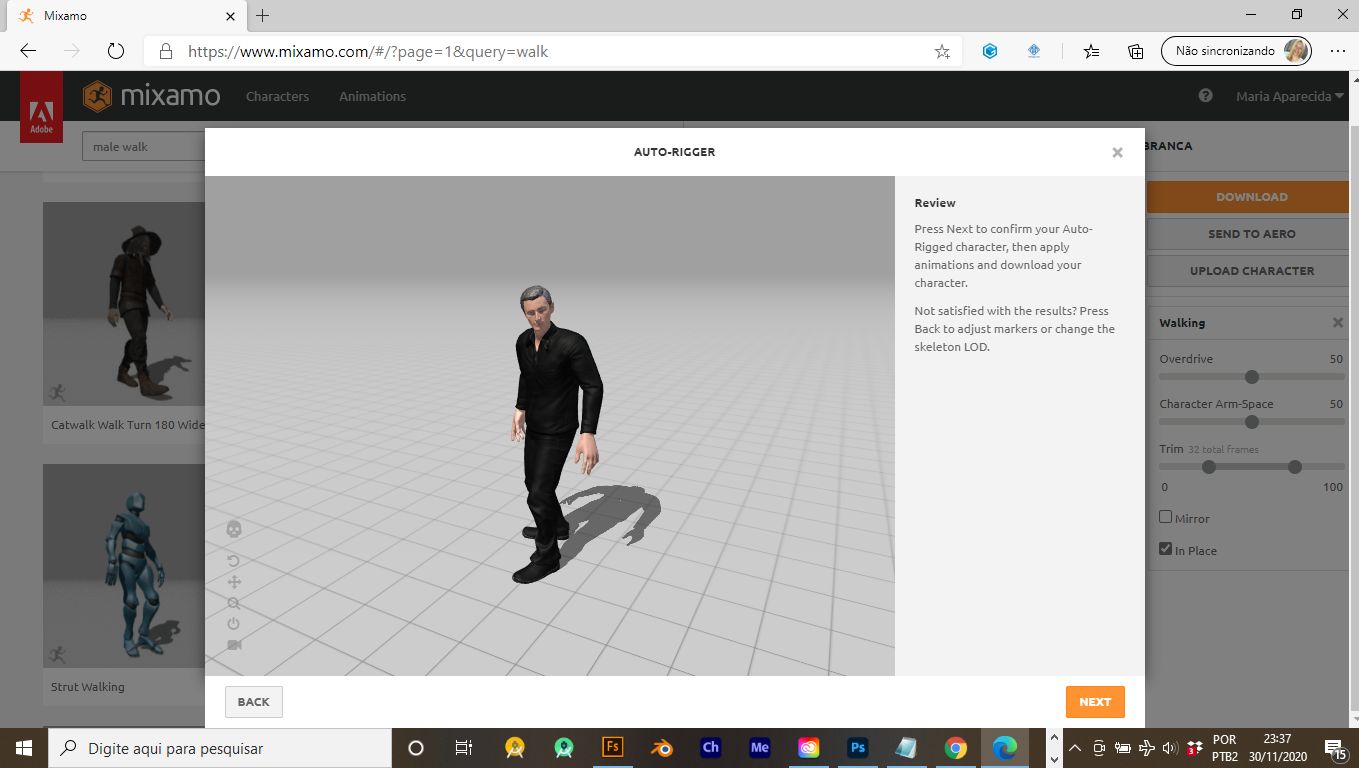 Mixamo
https://www.mixamo.com/#/?page=1&query=walk
Não sincronizando
Adobe
mixamo
Characters
Animations
Maria Aparecida
male walk
AUTO-RIGGER
BRANCA
Catwalk Walk Turn 180 Wide
Strut Walking
Review
Press Next to confirm your Auto-
Rigged character, then apply
animations and download your
character.
Not satisfied with the results? Press
Back to adjust markers or change the
skeleton LOD.
BACK
NEXT
DOWNLOAD
SEND TO AERO
UPLOAD CHARACTER
Walking
Overdrive 50
Character Arm-Space 50
Trim 32 total frames
0 100
Mirror
In Place
Digite aqui para pesquisar
Fs
Ch
Me
Ps
3
POR
PTB2
23:37
30/11/2020
15